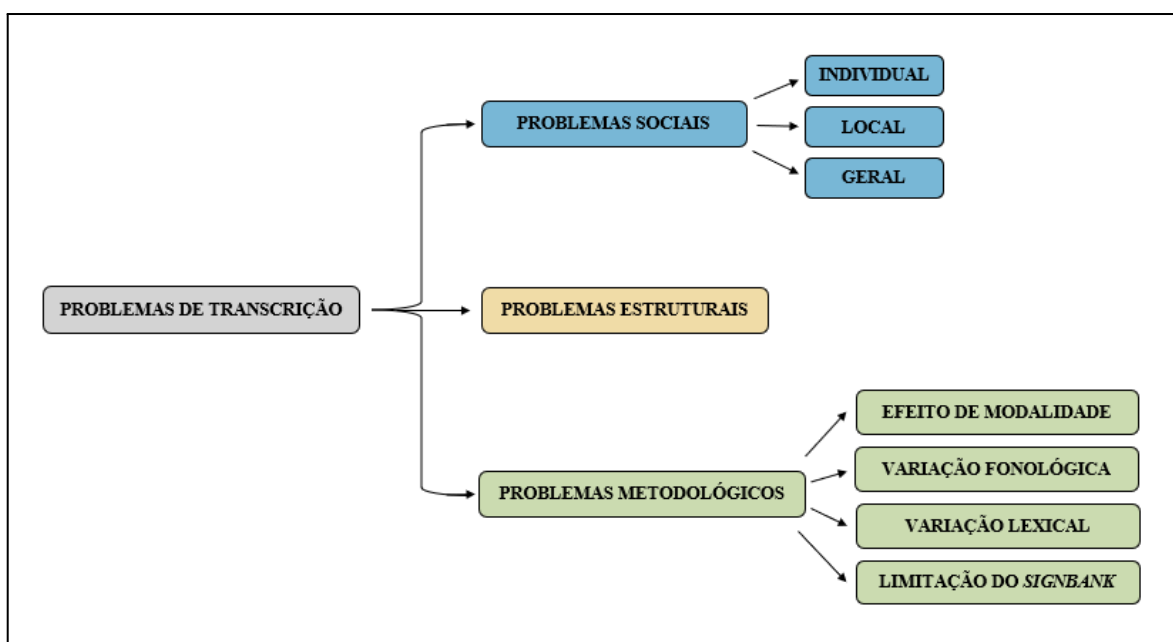 PROBLEMAS DE TRANSCRIÇÃO
PROBLEMAS SOCIAIS
INDIVIDUAL
LOCAL
GERAL
PROBLEMAS ESTRUTURAIS
PROBLEMAS METODOLÓGICOS
EFEITO DE MODALIDADE
VARIAÇÃO FONOLÓGICA
VARIAÇÃO LEXICAL
LIMITAÇÃO DO SIGNBANK